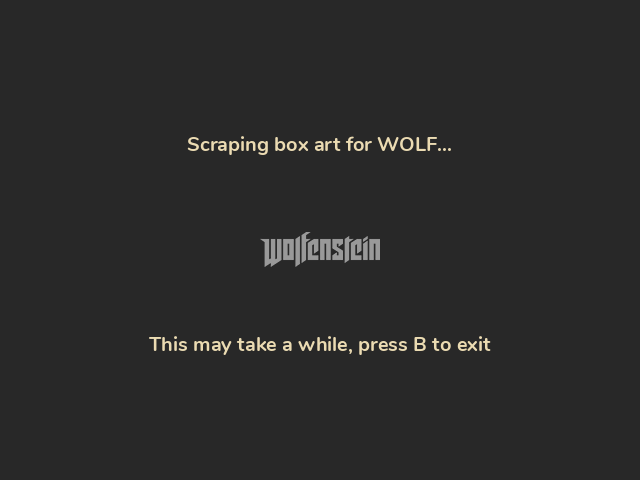 Scraping box art for WOLF...
Wolfenstein
This may take a while, press B to exit